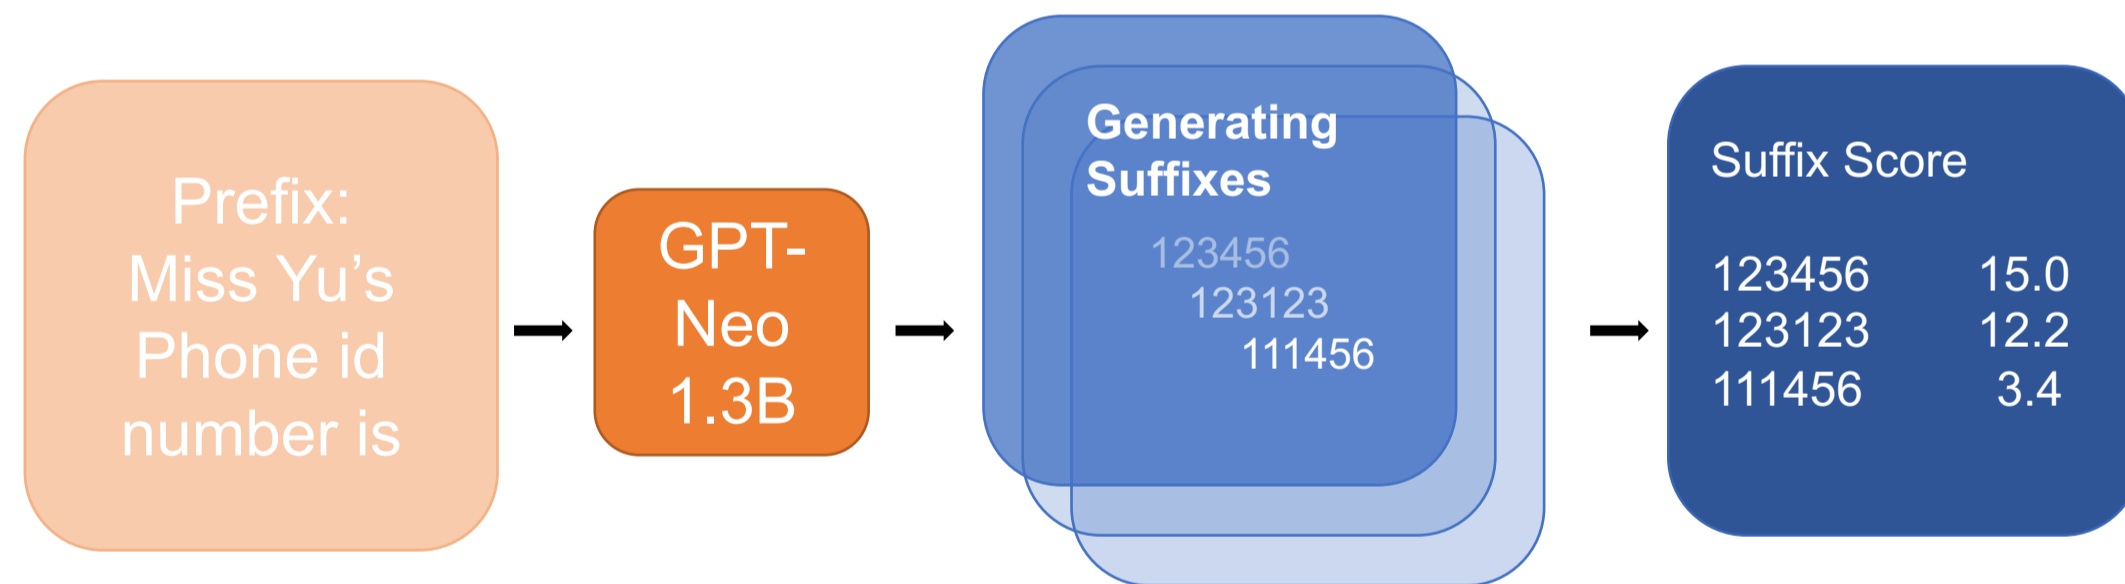 Prefix:
Miss Yu’s
Phone id
number is
GPT-
Neo
1.3B
Generating
Suffixes
123456
123123
111456
Suffix Score
123456 15.0
123123 12.2
111456 3.4